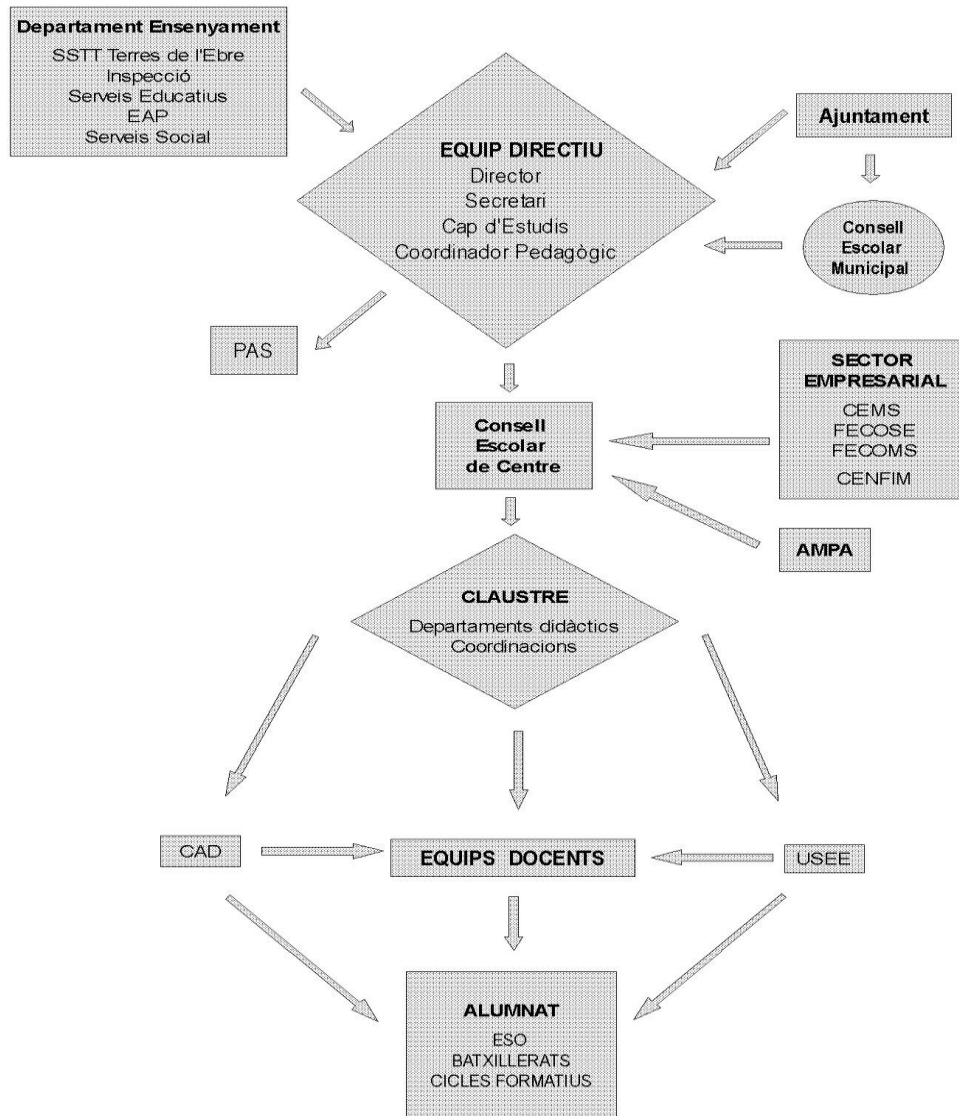 Departament Ensenyament
SSTT Terres de l'Ebre
Inspecció
Serveis Educatius
EAP
Serveis Social
Ajuntament
EQUIP DIRECTIU
Director
Secretari
Cap d'Estudis
Coordinador Pedagògic
Consell
Escolar
Municipal
PAS
SECTOR
EMPRESARIAL
CEMS
FECOSE
FECOMS
CENFIM
Consell
Escolar
de Centre
AMPA
CLAUSTRE
Departaments didàctics
Coordinacions
CAD
EQUIPS DOCENTS
USEE
ALUMNAT
ESO
BATXILLERATS
CICLES FORMATIUS